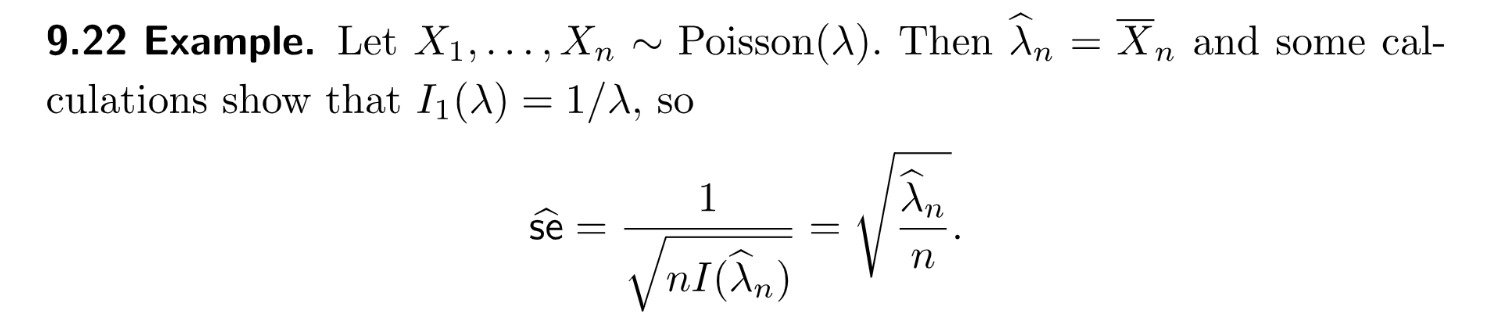 9.22 Example. Let X₁, . . . , Xₙ ∼ Poisson(λ). Then λ̂ₙ = X̅ₙ and some cal-
culations show that I₁(λ) = 1/λ, so
ŝe = 1/√(nI(λ̂ₙ)) = √(λ̂ₙ/n).